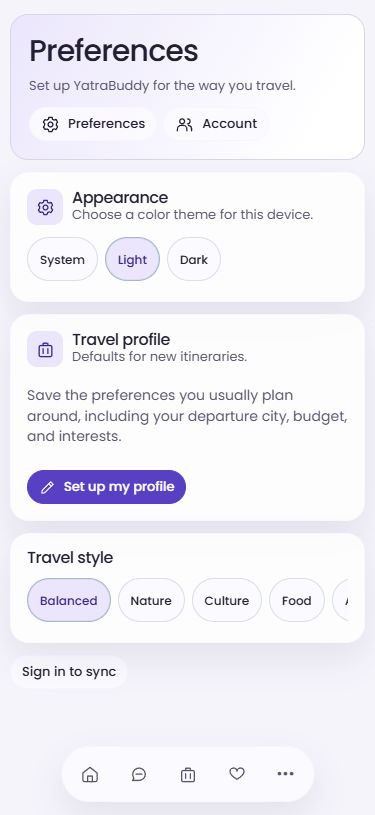 Preferences
Set up YatraBuddy for the way you travel.
Preferences
Account
Appearance
Choose a color theme for this device.
System
Light
Dark
Travel profile
Defaults for new itineraries.
Save the preferences you usually plan
around, including your departure city, budget,
and interests.
Set up my profile
Travel style
Balanced
Nature
Culture
Food
Sign in to sync